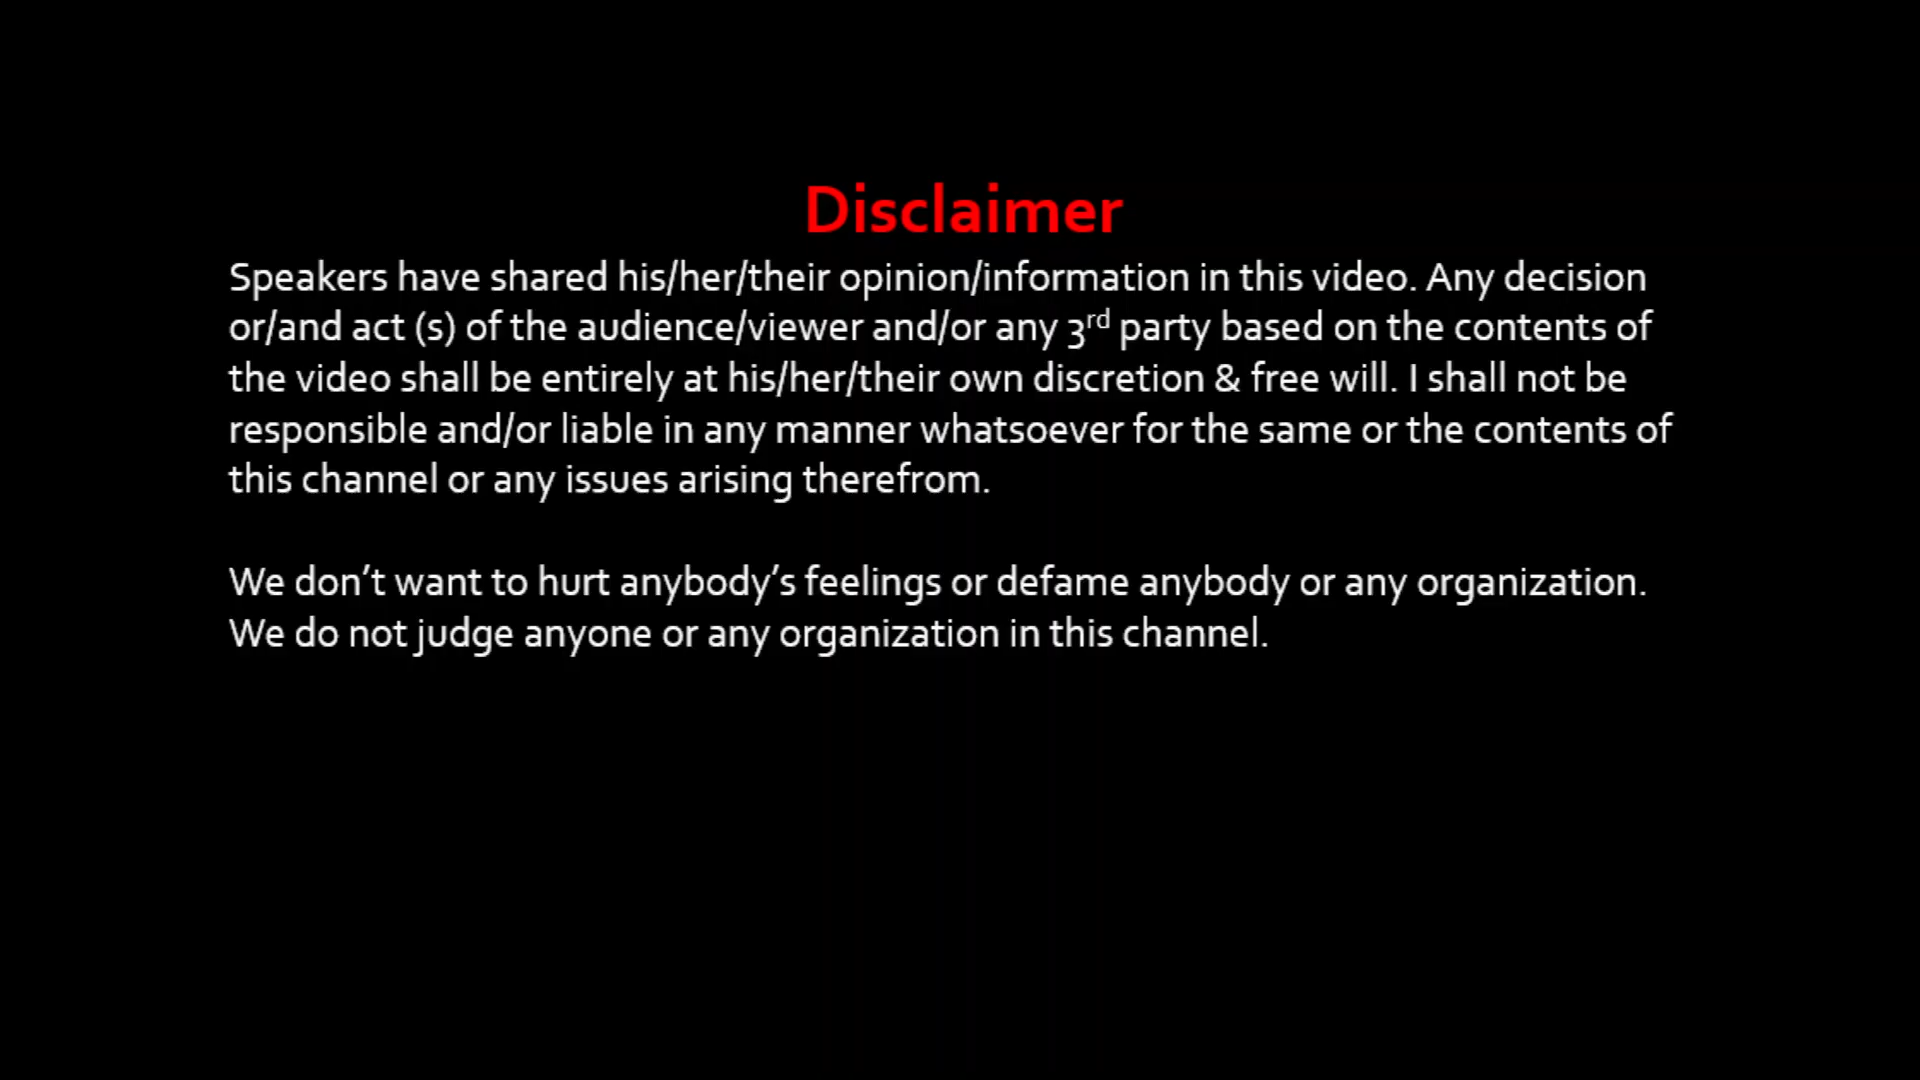 Disclaimer
Speakers have shared his/her/their opinion/information in this video. Any decision
or/and act (s) of the audience/viewer and/or any 3rd party based on the contents of
the video shall be entirely at his/her/their own discretion & free will. I shall not be
responsible and/or liable in any manner whatsoever for the same or the contents of
this channel or any issues arising therefrom.
We don’t want to hurt anybody’s feelings or defame anybody or any organization.
We do not judge anyone or any organization in this channel.